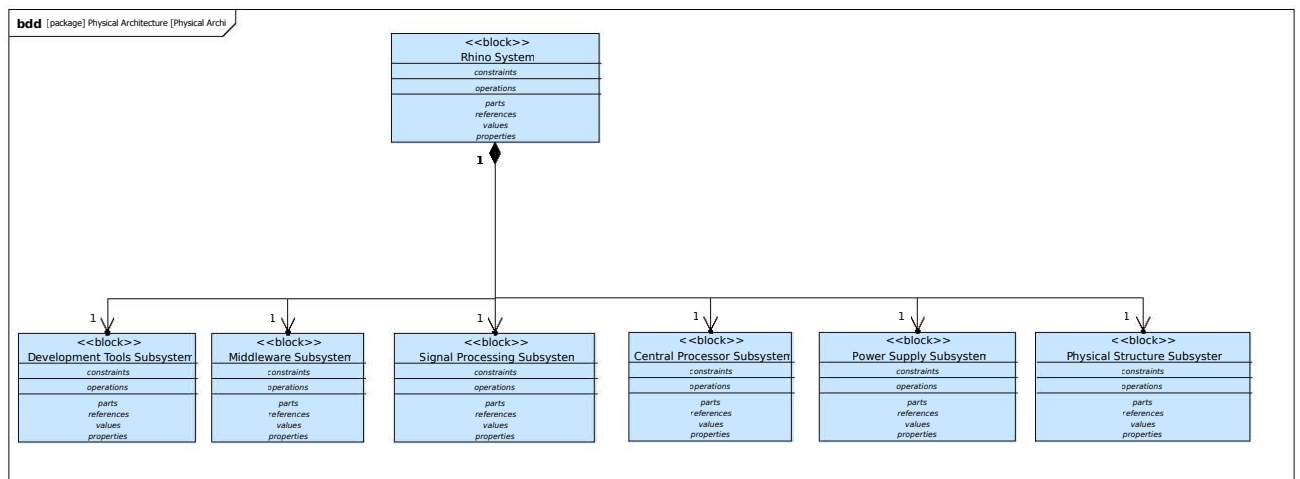 bdd [package] Physical Architecture [Physical Archi
<<block>>
Rhino System
constraints
operations
parts
references
values
properties
1
1
1
1
1
1
1
<<block>>
Development Tools Subsystem
constraints
operations
parts
references
values
properties
<<block>>
Middleware Subsystem
constraints
operations
parts
references
values
properties
<<block>>
Signal Processing Subsysten
constraints
operations
parts
references
values
properties
<<block>>
Central Processor Subsystem
constraints
operations
parts
references
values
properties
<<block>>
Power Supply Subsysten
constraints
operations
parts
references
values
properties
<<block>>
Physical Structure Subsyster
constraints
operations
parts
references
values
properties